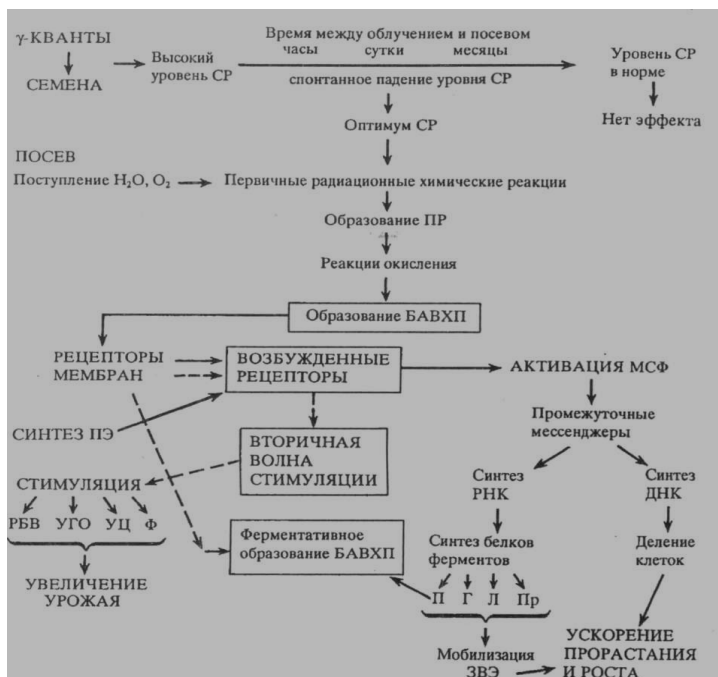 γ-КВАНТЫ
СЕМЕНА
Высокий
уровень СР
Время между облучением и посевом
часы сутки месяцы
спонтанное падение уровня СР
Уровень СР
в норме
Нет эффекта
Оптимум СР
ПОСЕВ
Поступление H₂O, O₂
Первичные радиационные химические реакции
Образование ПР
Реакции окисления
Образование БАВХП
РЕЦЕПТОРЫ
МЕМБРАН
ВОЗБУЖДЕННЫЕ
РЕЦЕПТОРЫ
АКТИВАЦИЯ МСФ
Промежуточные
мессенджеры
СИНТЕЗ ПЭ
ВТОРИЧНАЯ
ВОЛНА
СТИМУЛЯЦИИ
Синтез
РНК
Синтез
ДНК
СТИМУЛЯЦИЯ
РБВ УГО УЦ Ф
УВЕЛИЧЕНИЕ
УРОЖАЯ
Ферментативное
образование БАВХП
Синтез белков
ферментов
П Г Л Пр
Деление
клеток
Мобилизация
ЗВЭ
УСКОРЕНИЕ
ПРОРАСТАНИЯ
И РОСТА